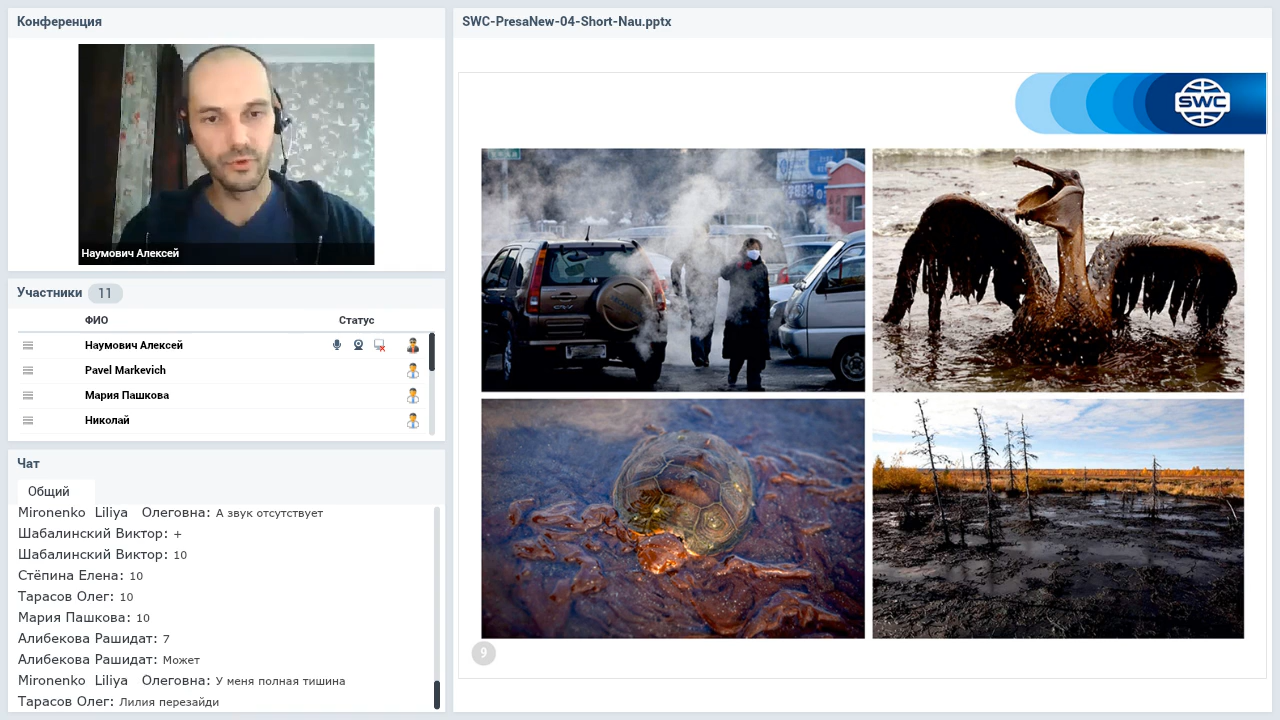 Конференция
Наумович Алексей
Участники 11
ФИО Статус
Наумович Алексей
Pavel Markevich
Мария Пашкова
Николай
Чат
Общий
Mironenko Liliya Олеговна: А звук отсутствует
Шабалинский Виктор: +
Шабалинский Виктор: 10
Стёпина Елена: 10
Тарасов Олег: 10
Мария Пашкова: 10
Алибекова Рашидат: 7
Алибекова Рашидат: Может
Mironenko Liliya Олеговна: У меня полная тишина
Тарасов Олег: Лилия перезайди
SWC-PresaNew-04-Short-Nau.pptx
SWC
9